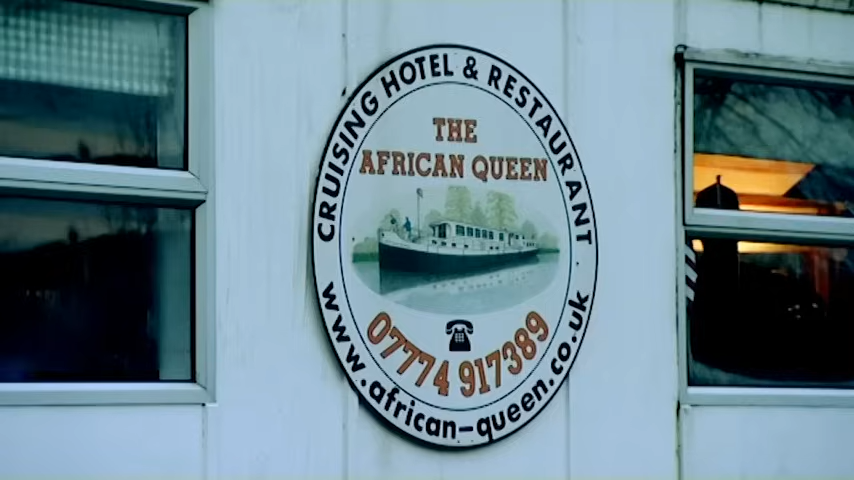 CRUISING HOTEL & RESTAURANT
THE
AFRICAN QUEEN
07774 917389
www.african-queen.co.uk